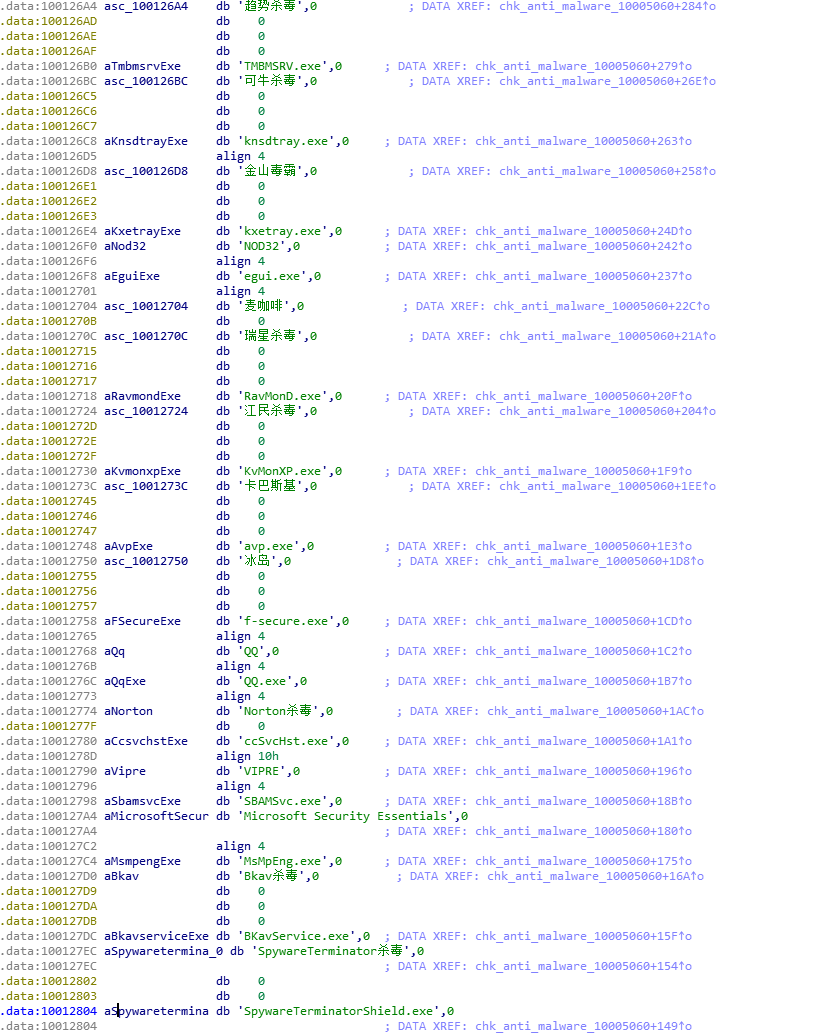 .data:100126A4 asc_100126A4 db '趋势杀毒',0 ; DATA XREF: chk_anti_malware_10005060+284↑o
.data:100126AD db 0
.data:100126AE db 0
.data:100126AF db 0
.data:100126B0 aTmbmsrvExe db 'TMBMSRV.exe',0 ; DATA XREF: chk_anti_malware_10005060+279↑o
.data:100126BC asc_100126BC db '可牛杀毒',0 ; DATA XREF: chk_anti_malware_10005060+26E↑o
.data:100126C5 db 0
.data:100126C6 db 0
.data:100126C7 db 0
.data:100126C8 aKnsdtrayExe db 'knsdtray.exe',0 ; DATA XREF: chk_anti_malware_10005060+263↑o
.data:100126D5 align 4
.data:100126D8 asc_100126D8 db '金山毒霸',0 ; DATA XREF: chk_anti_malware_10005060+258↑o
.data:100126E1 db 0
.data:100126E2 db 0
.data:100126E3 db 0
.data:100126E4 aKxetrayExe db 'kxetray.exe',0 ; DATA XREF: chk_anti_malware_10005060+24D↑o
.data:100126F0 aNod32 db 'NOD32',0 ; DATA XREF: chk_anti_malware_10005060+242↑o
.data:100126F6 align 4
.data:100126F8 aEguiExe db 'egui.exe',0 ; DATA XREF: chk_anti_malware_10005060+237↑o
.data:10012701 align 4
.data:10012704 asc_10012704 db '麦咖啡',0 ; DATA XREF: chk_anti_malware_10005060+22C↑o
.data:1001270B db 0
.data:1001270C asc_1001270C db '瑞星杀毒',0 ; DATA XREF: chk_anti_malware_10005060+21A↑o
.data:10012715 db 0
.data:10012716 db 0
.data:10012717 db 0
.data:10012718 aRavmondExe db 'RavMonD.exe',0 ; DATA XREF: chk_anti_malware_10005060+20F↑o
.data:10012724 asc_10012724 db '江民杀毒',0 ; DATA XREF: chk_anti_malware_10005060+204↑o
.data:1001272D db 0
.data:1001272E db 0
.data:1001272F db 0
.data:10012730 aKvmonxpExe db 'KvMonXP.exe',0 ; DATA XREF: chk_anti_malware_10005060+1F9↑o
.data:1001273C asc_1001273C db '卡巴斯基',0 ; DATA XREF: chk_anti_malware_10005060+1EE↑o
.data:10012745 db 0
.data:10012746 db 0
.data:10012747 db 0
.data:10012748 aAvpExe db 'avp.exe',0 ; DATA XREF: chk_anti_malware_10005060+1E3↑o
.data:10012750 asc_10012750 db '冰岛',0 ; DATA XREF: chk_anti_malware_10005060+1D8↑o
.data:10012755 db 0
.data:10012756 db 0
.data:10012757 db 0
.data:10012758 aFSecureExe db 'f-secure.exe',0 ; DATA XREF: chk_anti_malware_10005060+1CD↑o
.data:10012765 align 4
.data:10012768 aQq db 'QQ',0 ; DATA XREF: chk_anti_malware_10005060+1C2↑o
.data:1001276B align 4
.data:1001276C aQqExe db 'QQ.exe',0 ; DATA XREF: chk_anti_malware_10005060+1B7↑o
.data:10012773 align 4
.data:10012774 aNorton db 'Norton杀毒',0 ; DATA XREF: chk_anti_malware_10005060+1AC↑o
.data:1001277F db 0
.data:10012780 aCcsvchstExe db 'ccSvcHst.exe',0 ; DATA XREF: chk_anti_malware_10005060+1A1↑o
.data:1001278D align 10h
.data:10012790 aVipre db 'VIPRE',0 ; DATA XREF: chk_anti_malware_10005060+196↑o
.data:10012796 align 4
.data:10012798 aSbamsvcExe db 'SBAMSvc.exe',0 ; DATA XREF: chk_anti_malware_10005060+18B↑o
.data:100127A4 aMicrosoftSecur db 'Microsoft Security Essentials',0
.data:100127A4 ; DATA XREF: chk_anti_malware_10005060+180↑o
.data:100127C2 align 4
.data:100127C4 aMsmpengExe db 'MsMpEng.exe',0 ; DATA XREF: chk_anti_malware_10005060+175↑o
.data:100127D0 aBkav db 'Bkav杀毒',0 ; DATA XREF: chk_anti_malware_10005060+16A↑o
.data:100127D9 db 0
.data:100127DA db 0
.data:100127DB db 0
.data:100127DC aBkavserviceExe db 'BKavService.exe',0 ; DATA XREF: chk_anti_malware_10005060+15F↑o
.data:100127EC aSpywaretermina_0 db 'SpywareTerminator杀毒',0
.data:100127EC ; DATA XREF: chk_anti_malware_10005060+154↑o
.data:10012802 db 0
.data:10012803 db 0
.data:10012804 aSpywaretermina db 'SpywareTerminatorShield.exe',0
.data:10012804 ; DATA XREF: chk_anti_malware_10005060+149↑o